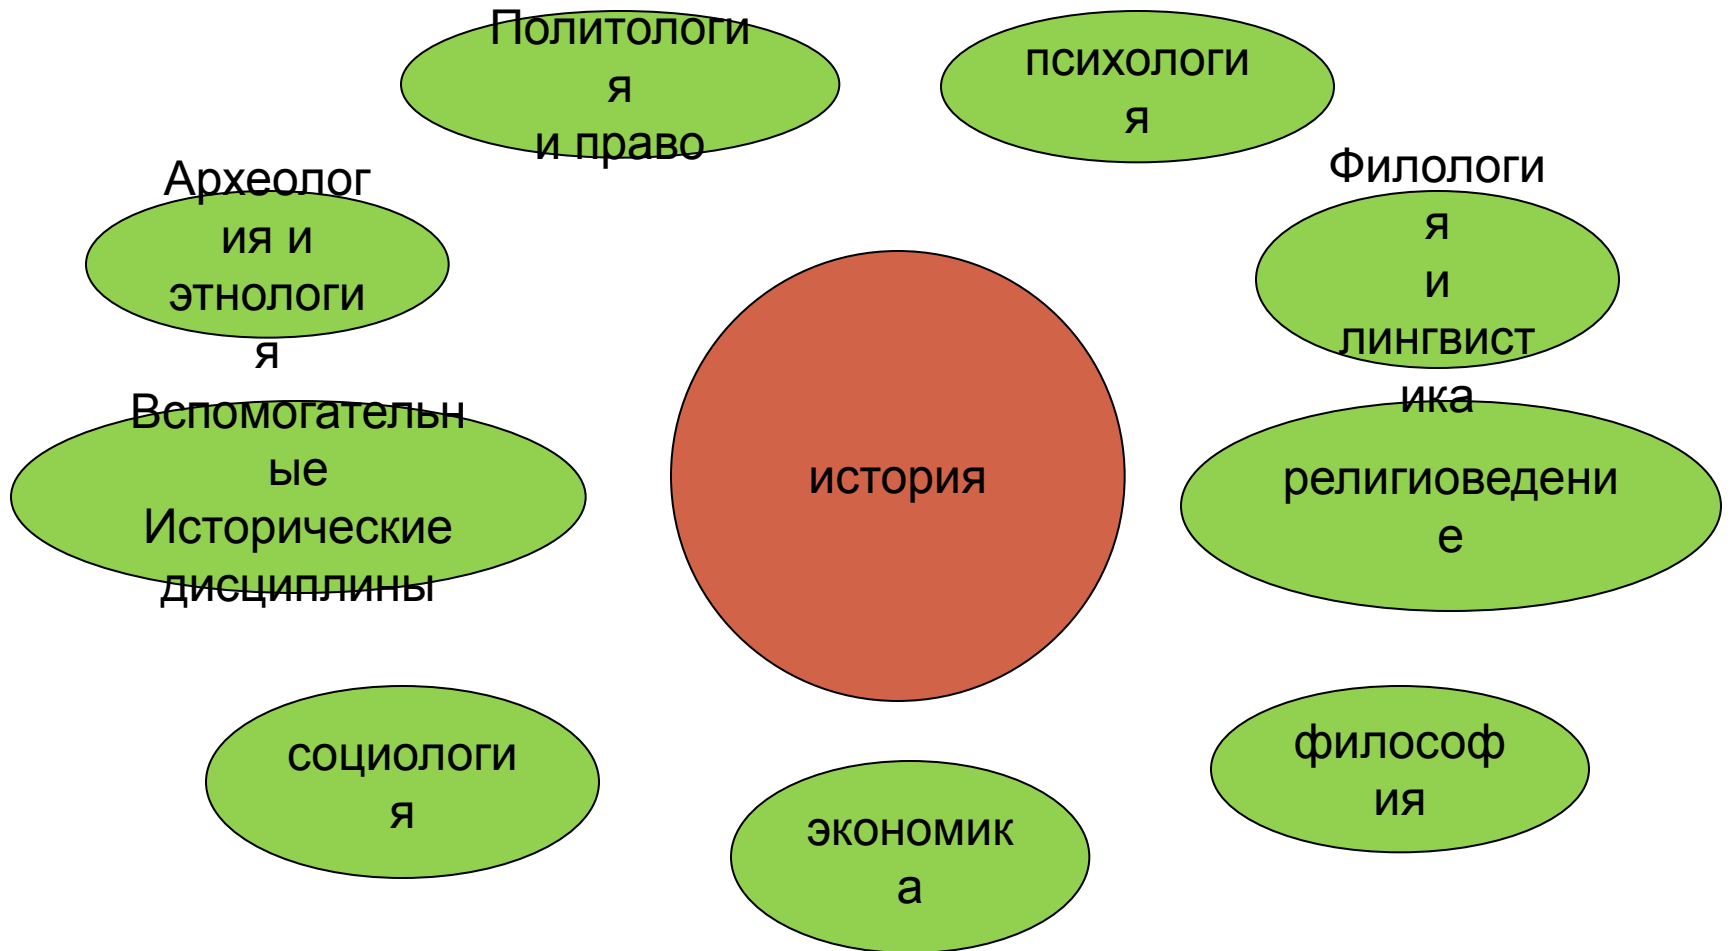 Политологи
я
и право
психологи
я
Археолог
ия и
этнологи
я
Филологи
я
и
лингвист
ика
Вспомогательн
ые
Исторические
дисциплины
история
религиоведени
е
социологи
я
экономик
а
философ
ия